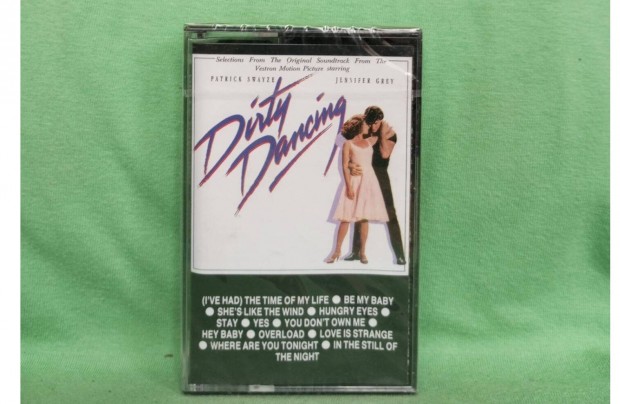 Selections From The Original Soundtrack From The
Vestron Motion Picture starring
PATRICK SWAYZE JENNIFER GREY
Dirty
Dancing
(I'VE HAD) THE TIME OF MY LIFE ● BE MY BABY
● SHE'S LIKE THE WIND ● HUNGRY EYES ●
STAY ● YES ● YOU DON'T OWN ME ●
HEY BABY ● OVERLOAD ● LOVE IS STRANGE
● WHERE ARE YOU TONIGHT ● IN THE STILL OF
THE NIGHT